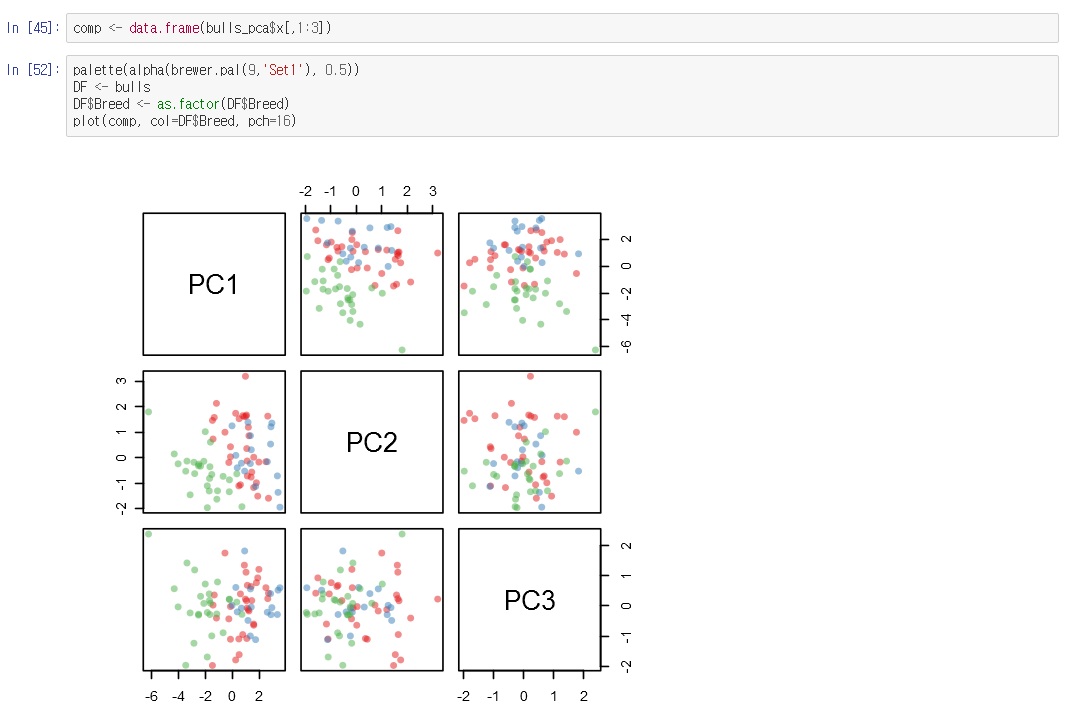 In [45]: comp <- data.frame(bulls_pca$x[,1:3])
In [52]: palette(alpha(brewer.pal(9,'Set1'), 0.5))
DF <- bulls
DF$Breed <- as.factor(DF$Breed)
plot(comp, col=DF$Breed, pch=16)
-2 -1 0 1 2 3
PC1
2
0
-2
-4
-6
3
2
1
0
-1
-2
PC2
PC3
2
1
0
-1
-2
-6 -4 -2 0 2
-2 -1 0 1 2